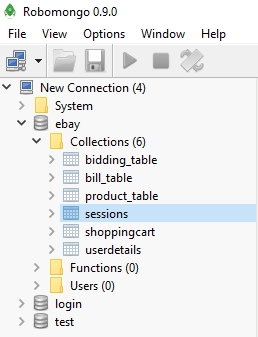 Robomongo 0.9.0
File View Options Window Help
New Connection (4)
System
ebay
Collections (6)
bidding_table
bill_table
product_table
sessions
shoppingcart
userdetails
Functions (0)
Users (0)
login
test